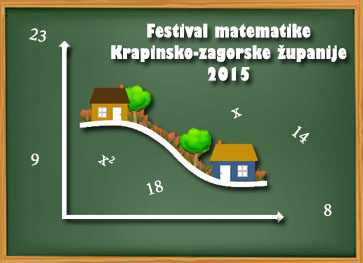 Festival matematike
Krapinsko-zagorske županije
2015
23
x
14
9
x²
18
8